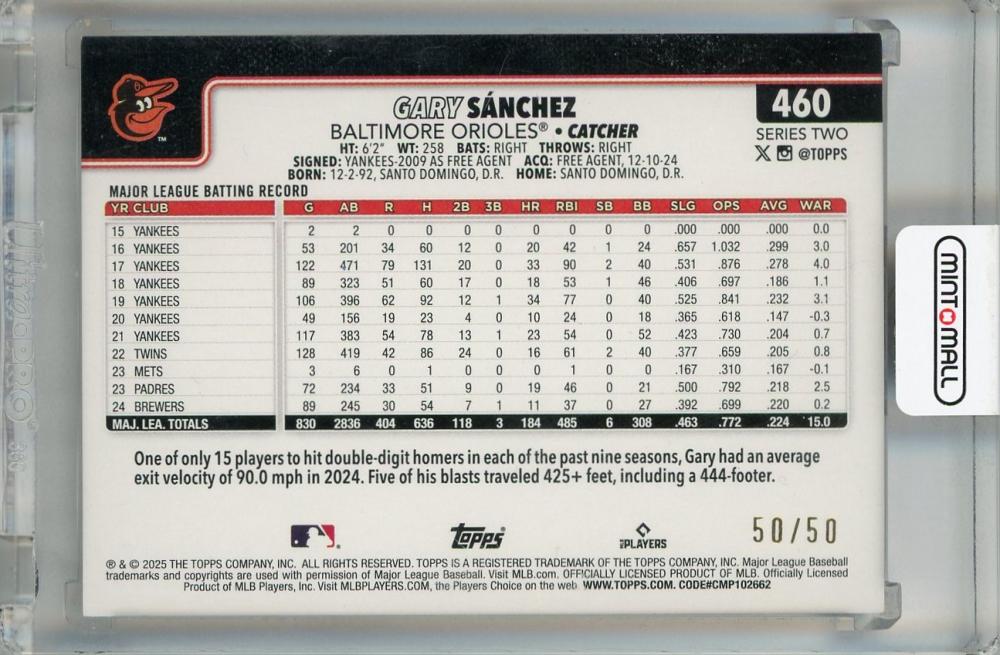 460
GARY SÁNCHEZ
BALTIMORE ORIOLES® • CATCHER
SERIES TWO
HT: 6'2" WT: 258 BATS: RIGHT THROWS: RIGHT
@TOPPS
SIGNED: YANKEES-2009 AS FREE AGENT ACQ: FREE AGENT, 12-10-24
BORN: 12-2-92, SANTO DOMINGO, D.R. HOME: SANTO DOMINGO, D.R.
MAJOR LEAGUE BATTING RECORD
YR CLUB G AB R H 2B 3B HR RBI SB BB SLG OPS AVG WAR
15 YANKEES 2 2 0 0 0 0 0 0 0 0 .000 .000 .000 0.0
16 YANKEES 53 201 34 60 12 0 20 42 1 24 .657 1.032 .299 3.0
17 YANKEES 122 471 79 131 20 0 33 90 2 40 .531 .876 .278 4.0
18 YANKEES 89 323 51 60 17 0 18 53 1 46 .406 .697 .186 1.1
19 YANKEES 106 396 62 92 12 1 34 77 0 40 .525 .841 .232 3.1
20 YANKEES 49 156 19 23 4 0 10 24 0 18 .365 .618 .147 -0.3
21 YANKEES 117 383 54 78 13 1 23 54 0 52 .423 .730 .204 0.7
22 TWINS 128 419 42 86 24 0 16 61 2 40 .377 .659 .205 0.8
23 METS 3 6 0 1 0 0 0 1 0 0 .167 .310 .167 -0.1
23 PADRES 72 234 33 51 9 0 19 46 0 21 .500 .792 .218 2.5
24 BREWERS 89 245 30 54 7 1 11 37 0 27 .392 .699 .220 0.2
MAJ. LEA. TOTALS 830 2836 404 636 118 3 184 485 6 308 .463 .772 .224 15.0
One of only 15 players to hit double-digit homers in each of the past nine seasons, Gary had an average
exit velocity of 90.0 mph in 2024. Five of his blasts traveled 425+ feet, including a 444-footer.
topps
PLAYERS
50/50
® & © 2025 THE TOPPS COMPANY, INC. ALL RIGHTS RESERVED. TOPPS IS A REGISTERED TRADEMARK OF THE TOPPS COMPANY, INC. Major League Baseball
trademarks and copyrights are used with permission of Major League Baseball. Visit MLB.com. OFFICIALLY LICENSED PRODUCT OF MLB. Officially Licensed
Product of MLB Players, Inc. Visit MLBPLAYERS.COM, the Players Choice on the web. WWW.TOPPS.COM. CODE#CMP102662
MINT MALL